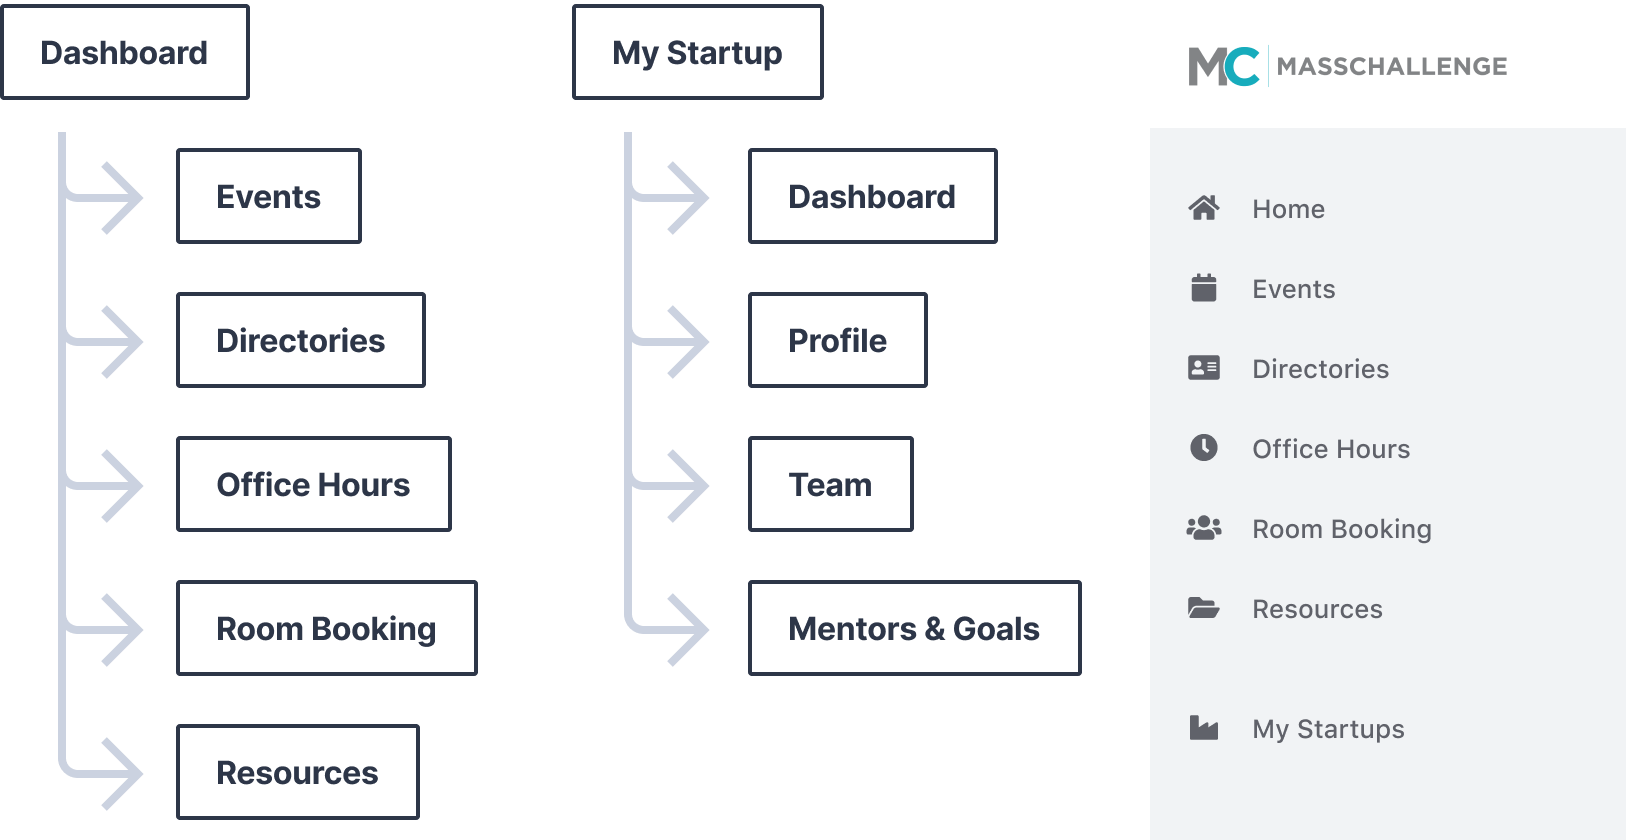 Dashboard
Events
Directories
Office Hours
Room Booking
Resources
My Startup
Dashboard
Profile
Team
Mentors & Goals
MC MASSCHALLENGE
Home
Events
Directories
Office Hours
Room Booking
Resources
My Startups